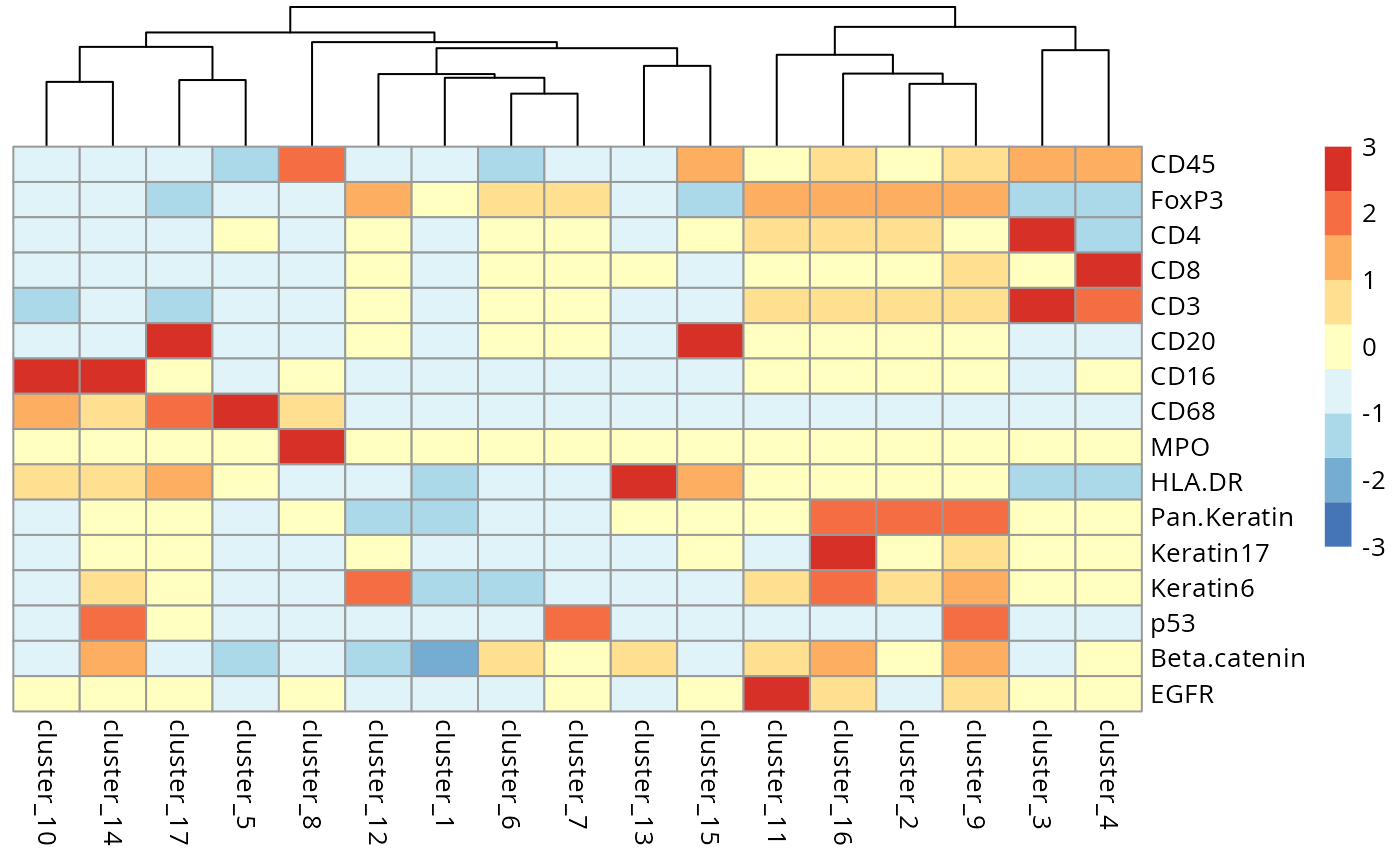 CD45
FoxP3
CD4
CD8
CD3
CD20
CD16
CD68
MPO
HLA.DR
Pan.Keratin
Keratin17
Keratin6
p53
Beta.catenin
EGFR
3
2
1
0
-1
-2
-3
cluster_10
cluster_14
cluster_17
cluster_5
cluster_8
cluster_12
cluster_1
cluster_6
cluster_7
cluster_13
cluster_15
cluster_11
cluster_16
cluster_2
cluster_9
cluster_3
cluster_4